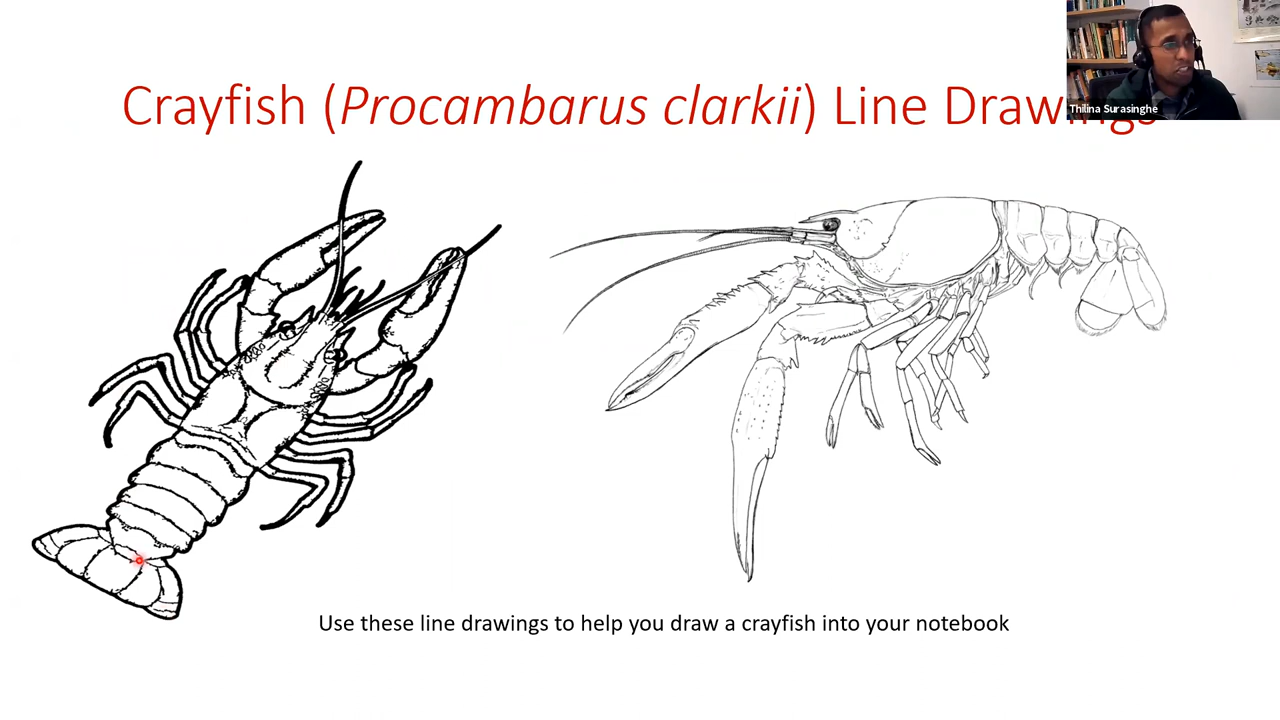 Crayfish (Procambarus clarkii) Line Drawings
Thilina Surasinghe
Use these line drawings to help you draw a crayfish into your notebook